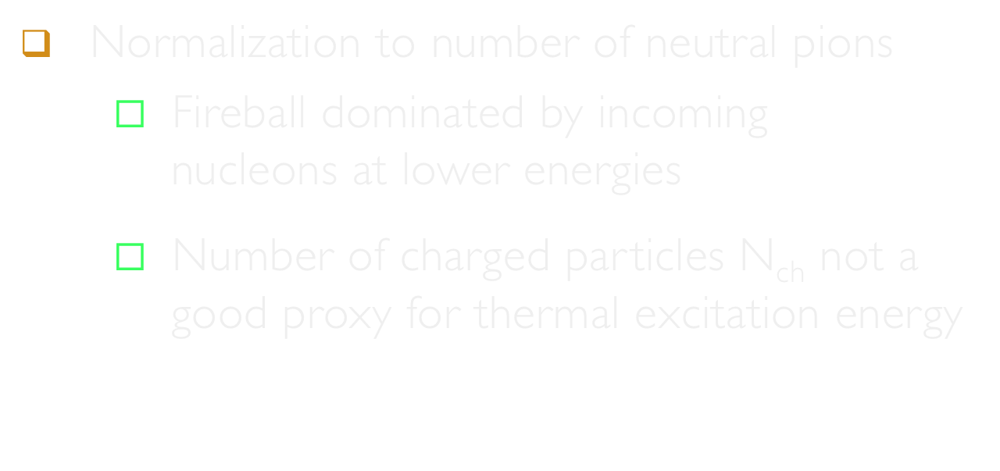 Normalization to number of neutral pions
Fireball dominated by incoming
nucleons at lower energies
Number of charged particles N_ch not a
good proxy for thermal excitation energy